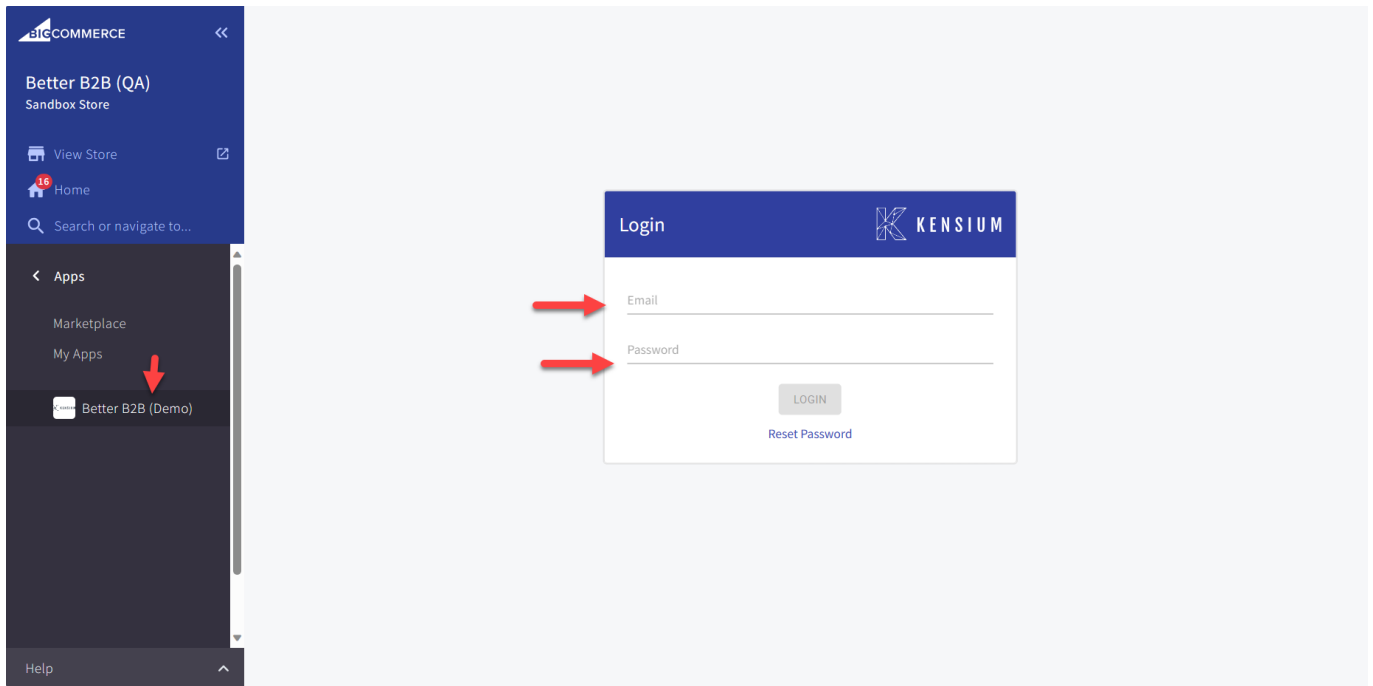 BIGCOMMERCE
Better B2B (QA)
Sandbox Store
View Store
16
Home
Search or navigate to...
Apps
Marketplace
My Apps
Better B2B (Demo)
Help
Login
KENSIUM
Email
Password
LOGIN
Reset Password